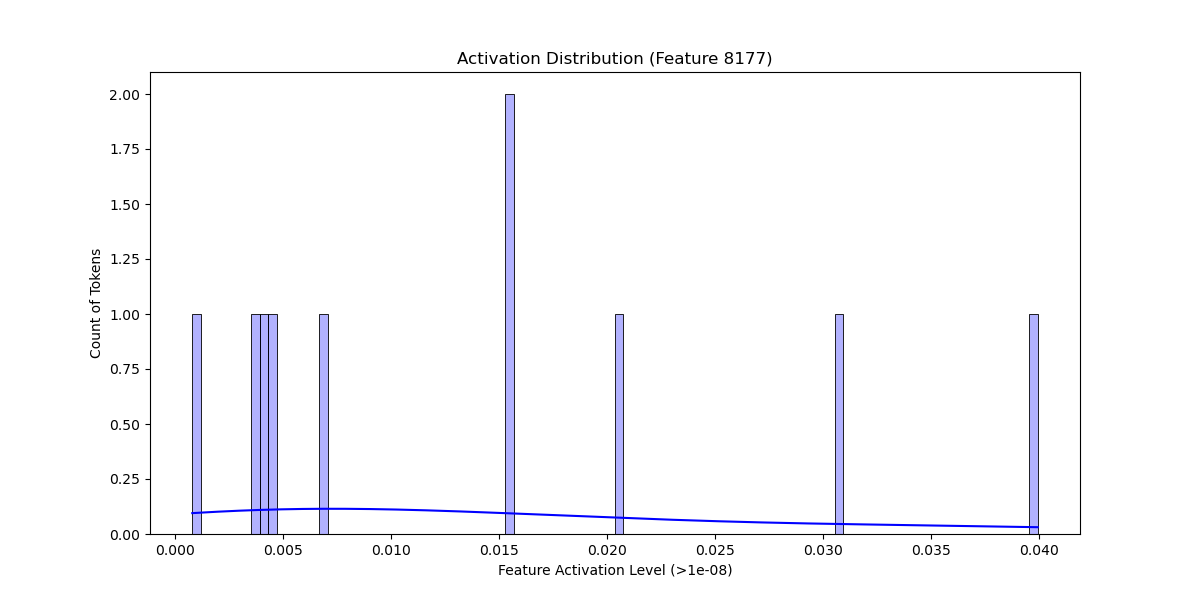 Activation Distribution (Feature 8177)
2.00
1.75
1.50
1.25
1.00
0.75
0.50
0.25
0.00
Count of Tokens
0.000 0.005 0.010 0.015 0.020 0.025 0.030 0.035 0.040
Feature Activation Level (>1e-08)